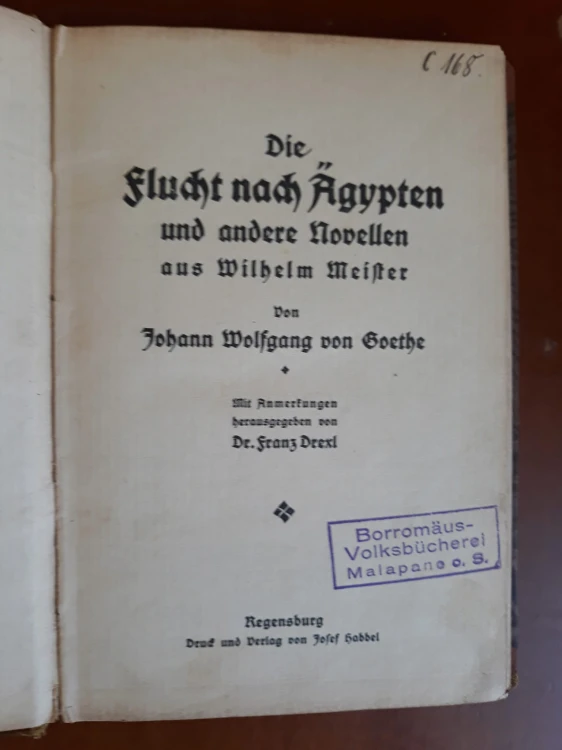 C 168.
Die
Flucht nach Ägypten
und andere Novellen
aus Wilhelm Meister
Von
Johann Wolfgang von Goethe
Mit Anmerkungen
herausgegeben von
Dr. Franz Drexl
Borromäus-
Volksbücherei
Malapane o. S.
Regensburg
Druck und Verlag von Josef Habbel